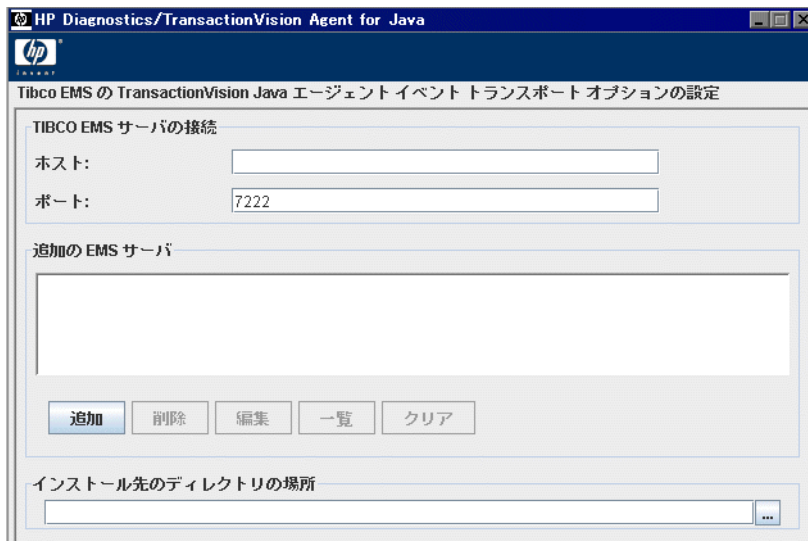 HP Diagnostics/TransactionVision Agent for Java
hp
invent
Tibco EMS の TransactionVision Java エージェント イベント トランスポート オプションの設定
TIBCO EMS サーバの接続
ホスト:
ポート: 7222
追加の EMS サーバ
追加 削除 編集 一覧 クリア
インストール先のディレクトリの場所
...